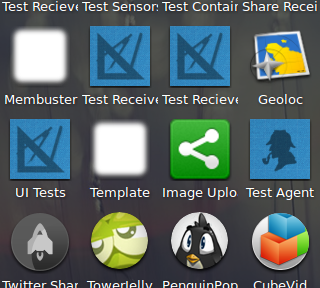 Test Recieve Test Sensors Test Contain Share Recei
Membuster Test Receive Test Recieve Geoloc
UI Tests Template Image Uplo Test Agent
Twitter Shar TowerJelly PenguinPop CubeVid